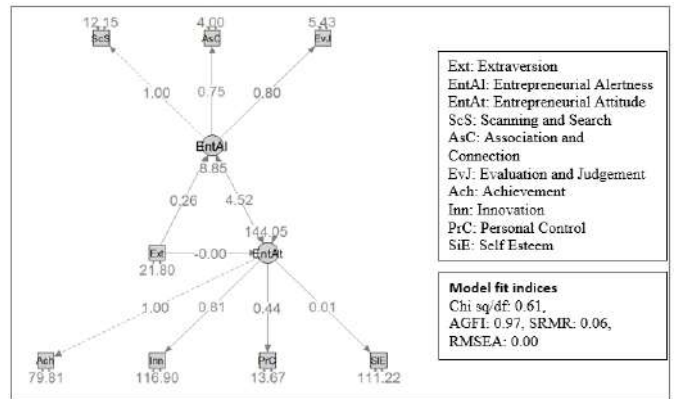 12.15 4.00 5.43
ScS AsC EvJ
1.00 0.75 0.80
EntAl
8.85
0.26 4.52
144.05
Ext -0.00 EntAt
21.80
1.00 0.81 0.44 0.01
Ach Inn PrC SiE
79.81 116.90 13.67 111.22
Ext: Extraversion
EntAl: Entrepreneurial Alertness
EntAt: Entrepreneurial Attitude
ScS: Scanning and Search
AsC: Association and
Connection
EvJ: Evaluation and Judgement
Ach: Achievement
Inn: Innovation
PrC: Personal Control
SiE: Self Esteem
Model fit indices
Chi sq/df: 0.61,
AGFI: 0.97, SRMR: 0.06,
RMSEA: 0.00